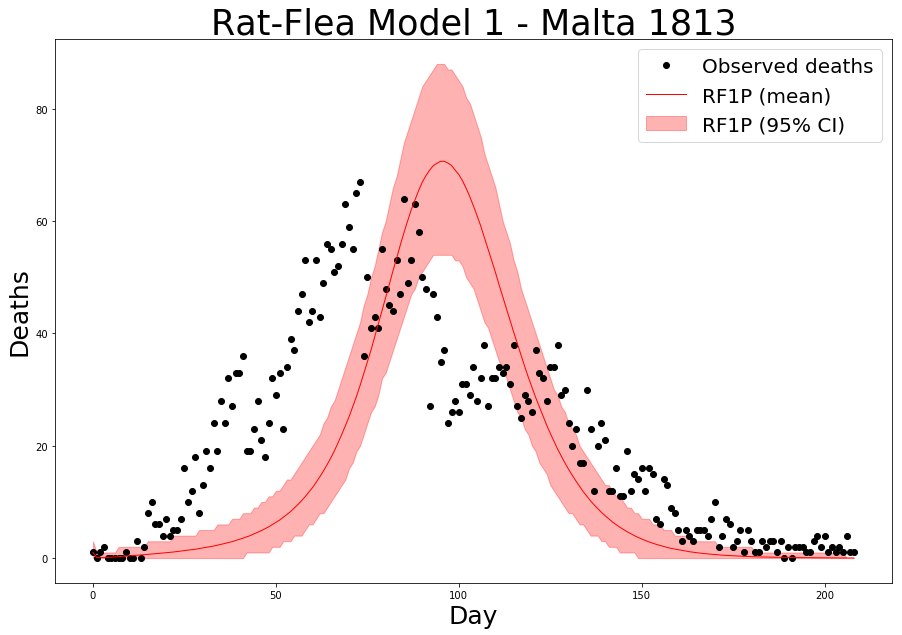 Rat-Flea Model 1 - Malta 1813
Observed deaths
RF1P (mean)
RF1P (95% CI)
Deaths
80
60
40
20
0
0 50 100 150 200
Day